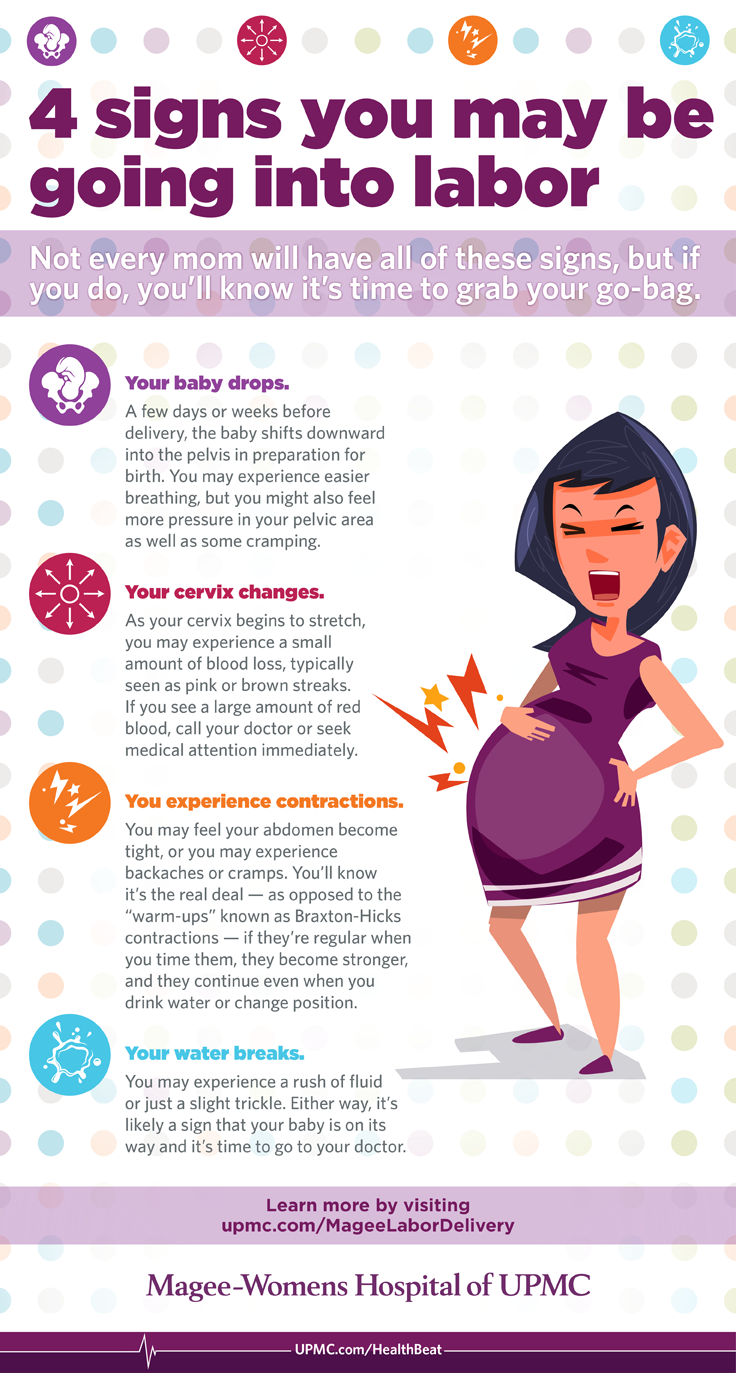 4 signs you may be
going into labor
Not every mom will have all of these signs, but if
you do, you’ll know it’s time to grab your go-bag.
Your baby drops.
A few days or weeks before
delivery, the baby shifts downward
into the pelvis in preparation for
birth. You may experience easier
breathing, but you might also feel
more pressure in your pelvic area
as well as some cramping.
Your cervix changes.
As your cervix begins to stretch,
you may experience a small
amount of blood loss, typically
seen as pink or brown streaks.
If you see a large amount of red
blood, call your doctor or seek
medical attention immediately.
You experience contractions.
You may feel your abdomen become
tight, or you may experience
backaches or cramps. You’ll know
it’s the real deal — as opposed to the
“warm-ups” known as Braxton-Hicks
contractions — if they’re regular when
you time them, they become stronger,
and they continue even when you
drink water or change position.
Your water breaks.
You may experience a rush of fluid
or just a slight trickle. Either way, it’s
likely a sign that your baby is on its
way and it’s time to go to your doctor.
Learn more by visiting
upmc.com/MageeLaborDelivery
Magee-Womens Hospital of UPMC
UPMC.com/HealthBeat